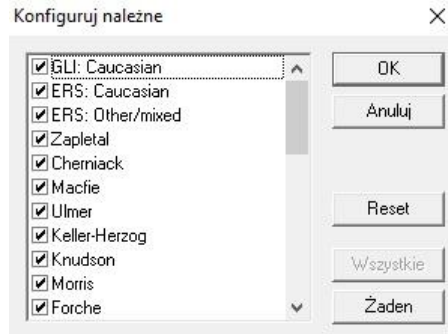 Konfiguruj należne
GLI: Caucasian
ERS: Caucasian
ERS: Other/mixed
Zapletal
Cherniack
Macfie
Ulmer
Keller-Herzog
Knudson
Morris
Forche
OK
Anuluj
Reset
Wszystkie
Żaden